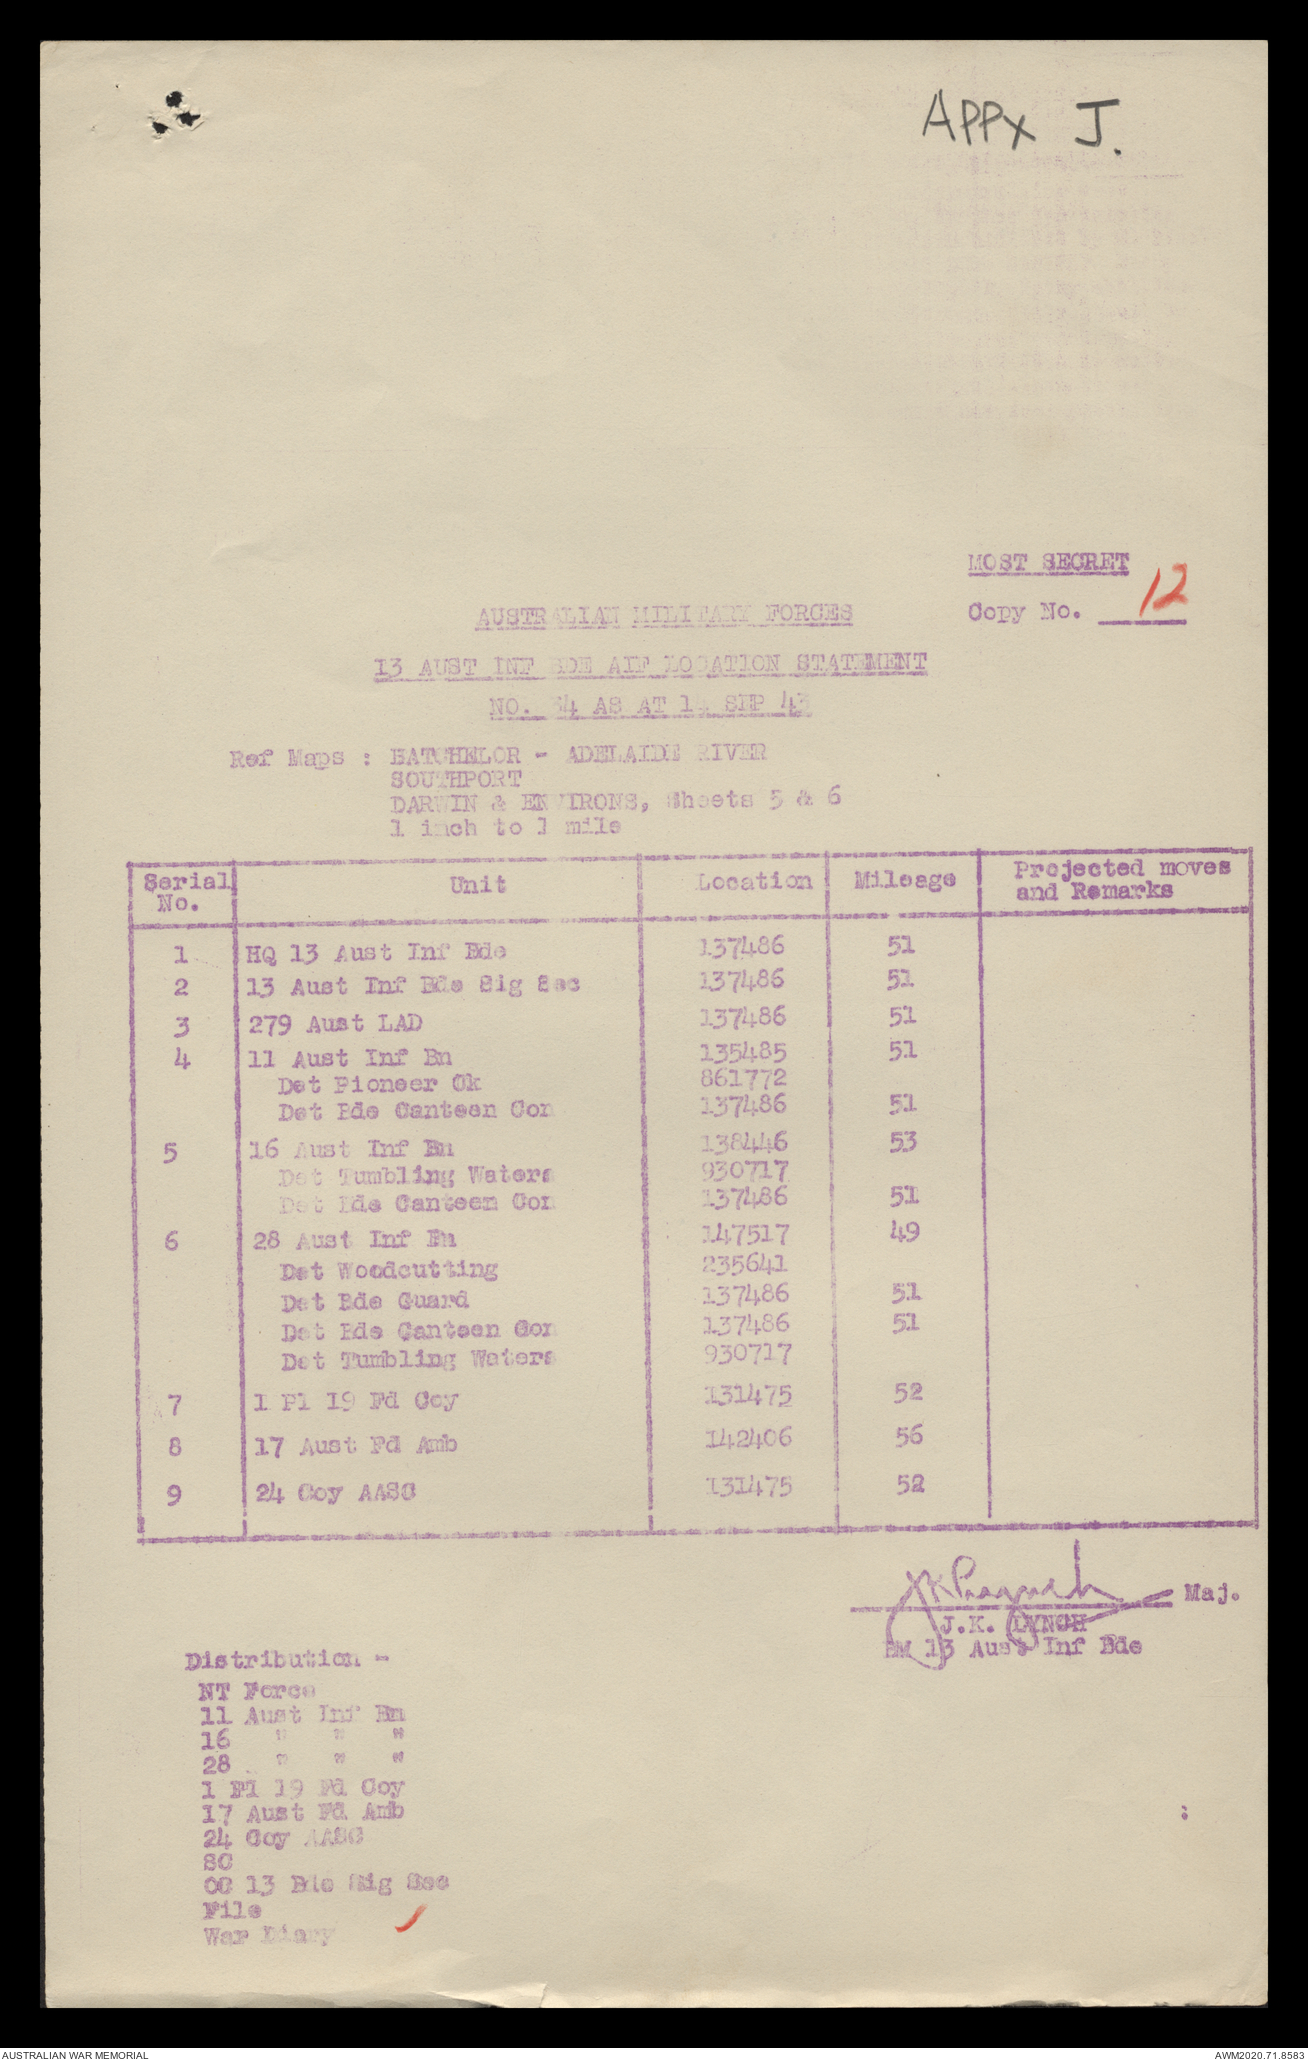 Appx J.
MOST SECRET
Copy No. 12
AUSTRALIAN MILITARY FORCES
13 AUST INF BDE AIF LOCATION STATEMENT
NO. 34 AS AT 14 SEP 43
Ref Maps : BATCHELOR - ADELAIDE RIVER
SOUTHPORT
DARWIN & ENVIRONS, Sheets 5 & 6
1 inch to 1 mile
Serial No. Unit Location Mileage Projected moves and Remarks
1 HQ 13 Aust Inf Bde 137486 51
2 13 Aust Inf Bde Sig Sec 137486 51
3 279 Aust LAD 137486 51
4 11 Aust Inf Bn 135485 51
Det Pioneer Ck 861772
Det Bde Canteen Con 137486 51
5 16 Aust Inf Bn 138446 53
Det Tumbling Waters 930717
Det Bde Canteen Con 137486 51
6 28 Aust Inf Bn 147517 49
Det Woodcutting 235641
Det Bde Guard 137486 51
Det Bde Canteen Con 137486 51
Det Tumbling Waters 930717
7 1 Pl 19 Fd Coy 131475 52
8 17 Aust Fd Amb 142406 56
9 24 Coy AASC 131475 52
Maj.
J.K. LYNCH
BM 13 Aust Inf Bde
Distribution -
NT Force
11 Aust Inf Bn
16 " " "
28 " " "
1 Pl 19 Fd Coy
17 Aust Fd Amb
24 Coy AASC
SC
OC 13 Bde Sig Sec
File
War Diary
AUSTRALIAN WAR MEMORIAL AWM2020.71.8583